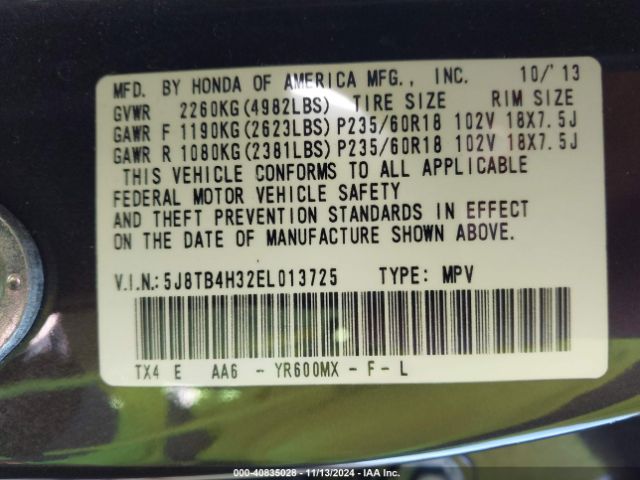 MFD. BY HONDA OF AMERICA MFG., INC. 10/'13
GVWR 2260KG(4982LBS) TIRE SIZE RIM SIZE
GAWR F 1190KG(2623LBS) P235/60R18 102V 18X7.5J
GAWR R 1080KG(2381LBS) P235/60R18 102V 18X7.5J
THIS VEHICLE CONFORMS TO ALL APPLICABLE
FEDERAL MOTOR VEHICLE SAFETY
AND THEFT PREVENTION STANDARDS IN EFFECT
ON THE DATE OF MANUFACTURE SHOWN ABOVE.
V.I.N.: 5J8TB4H32EL013725 TYPE: MPV
TX4 E AA6 - YR600MX - F - L
000-40835028 - 11/13/2024 - IAA Inc.